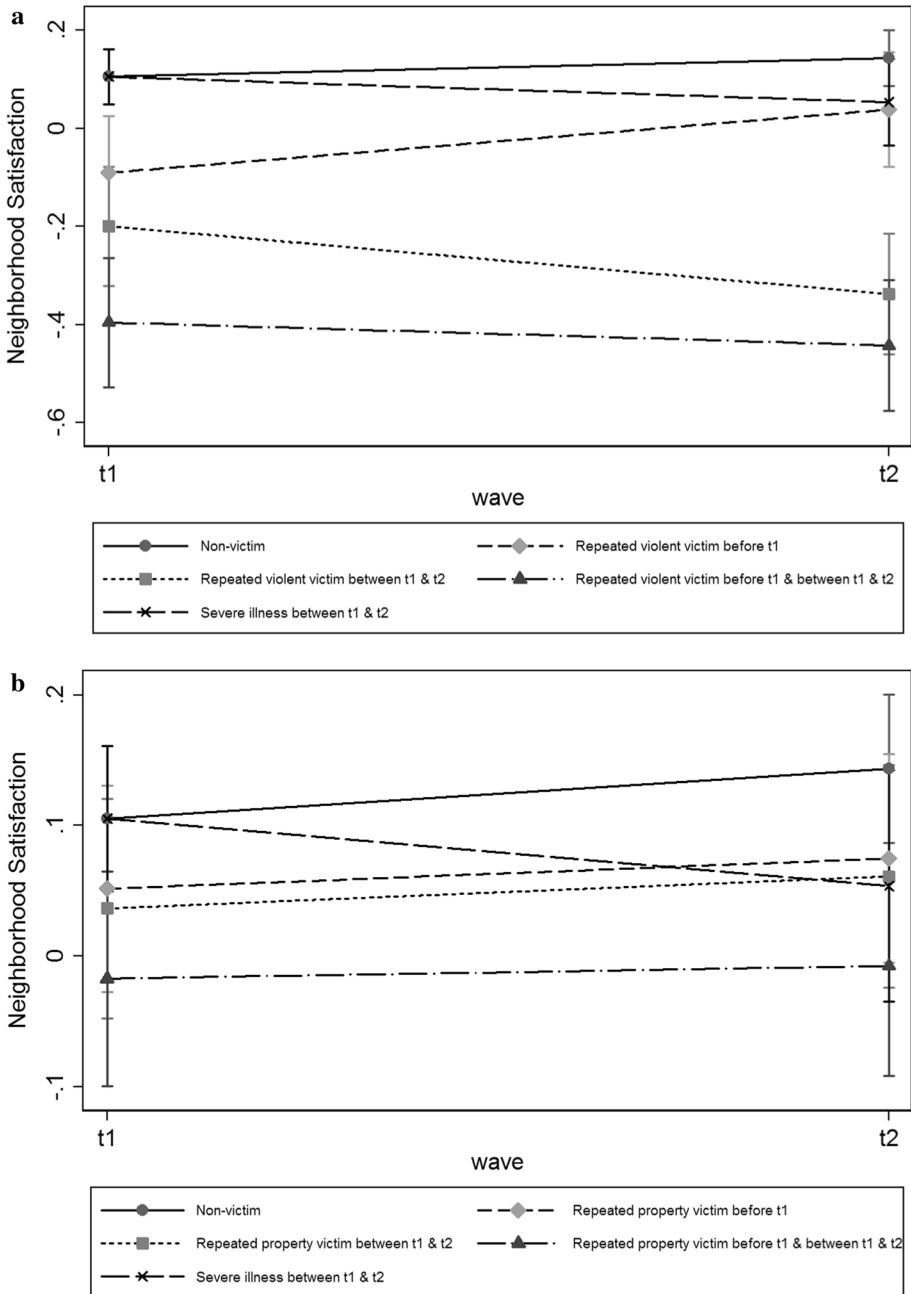 a
.2
0
-.2
-.4
-.6
Neighborhood Satisfaction
t1
t2
wave
Non-victim
Repeated violent victim before t1
Repeated violent victim between t1 & t2
Repeated violent victim before t1 & between t1 & t2
Severe illness between t1 & t2
b
.2
.1
0
-.1
Neighborhood Satisfaction
t1
t2
wave
Non-victim
Repeated property victim before t1
Repeated property victim between t1 & t2
Repeated property victim before t1 & between t1 & t2
Severe illness between t1 & t2